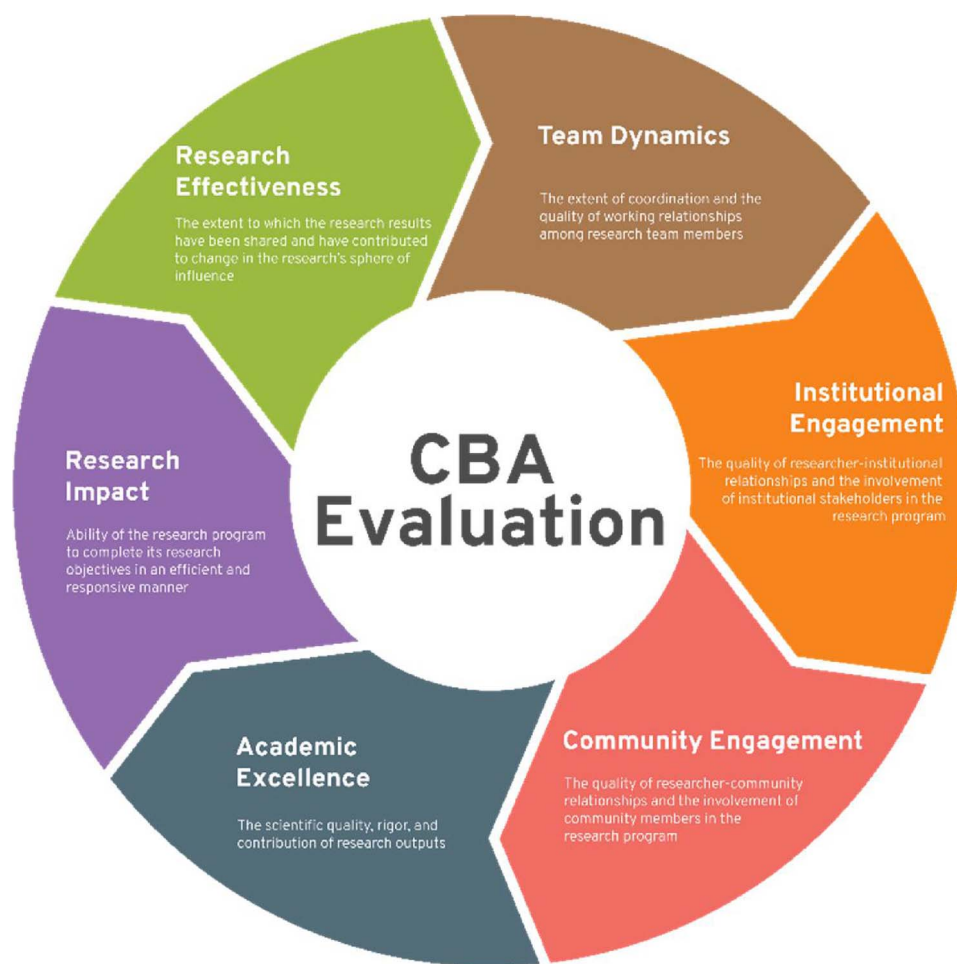 Team Dynamics
The extent of coordination and the
quality of working relationships
among research team members
Institutional
Engagement
The quality of researcher-institutional
relationships and the involvement
of institutional stakeholders in the
research program
Community Engagement
The quality of researcher-community
relationships and the involvement of
community members in the
research program
Academic
Excellence
The scientific quality, rigor, and
contribution of research outputs
Research
Impact
Ability of the research program
to complete its research
objectives in an efficient and
responsive manner
Research
Effectiveness
The extent to which the research results
have been shared and have contributed
to change in the research's sphere of
influence
CBA
Evaluation